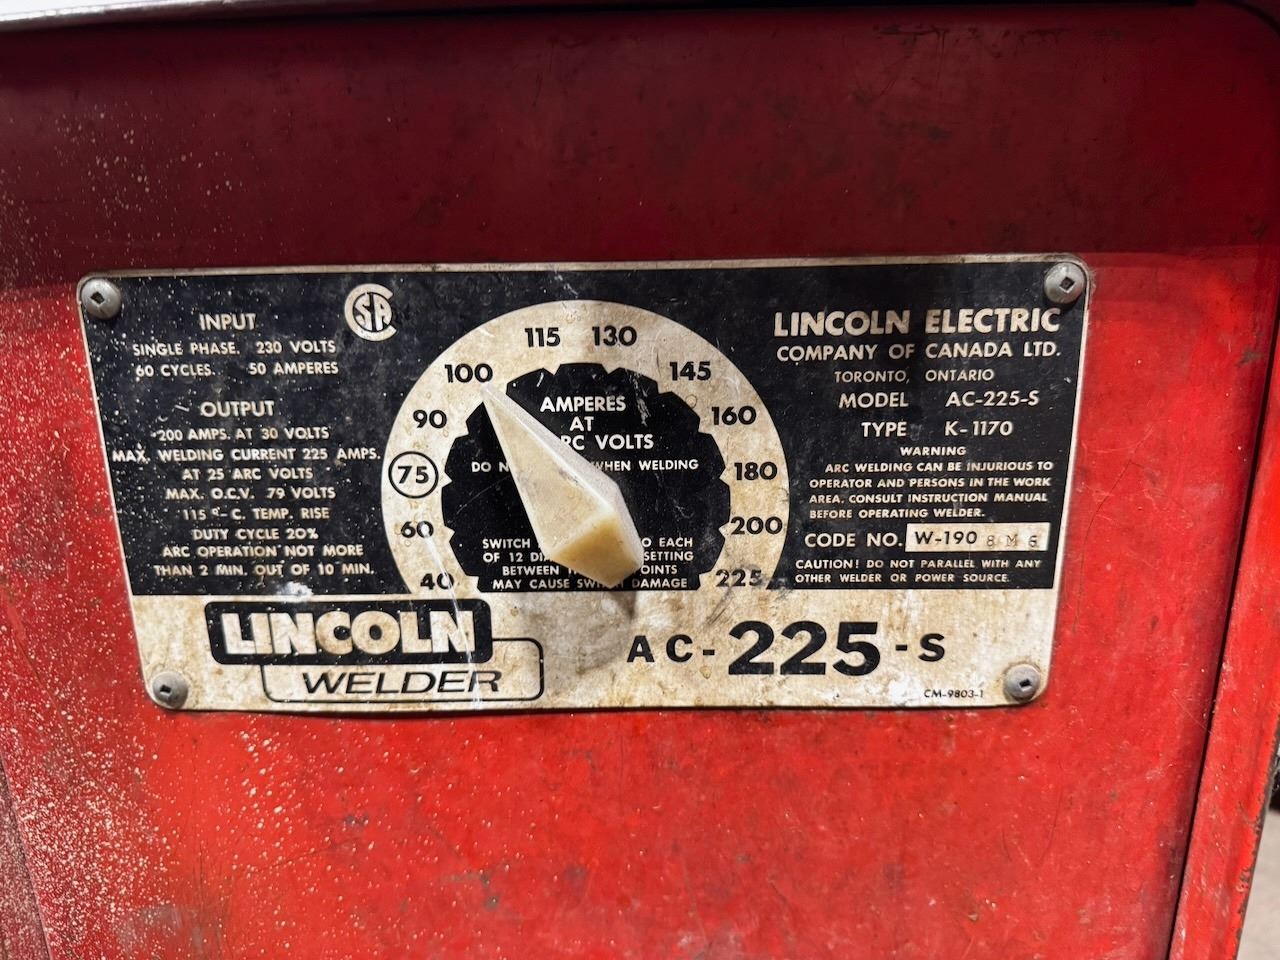 INPUT
SINGLE PHASE. 230 VOLTS
60 CYCLES. 50 AMPERES
OUTPUT
200 AMPS. AT 30 VOLTS
MAX. WELDING CURRENT 225 AMPS.
AT 25 ARC VOLTS
MAX. O.C.V. 79 VOLTS
115 °-C. TEMP. RISE
DUTY CYCLE 20%
ARC OPERATION NOT MORE
THAN 2 MIN. OUT OF 10 MIN.
CSA
40
60
75
90
100
115
130
145
160
180
200
225
AMPERES
AT
RC VOLTS
DO WHEN WELDING
SWITCH O EACH
OF 12 SETTING
BETWEEN OINTS
MAY CAUSE DAMAGE
LINCOLN ELECTRIC
COMPANY OF CANADA LTD.
TORONTO, ONTARIO
MODEL AC-225-S
TYPE K-1170
WARNING
ARC WELDING CAN BE INJURIOUS TO
OPERATOR AND PERSONS IN THE WORK
AREA. CONSULT INSTRUCTION MANUAL
BEFORE OPERATING WELDER.
CODE NO. W-190
CAUTION! DO NOT PARALLEL WITH ANY
OTHER WELDER OR POWER SOURCE.
LINCOLN
WELDER
AC-225-S
CM-9803-1